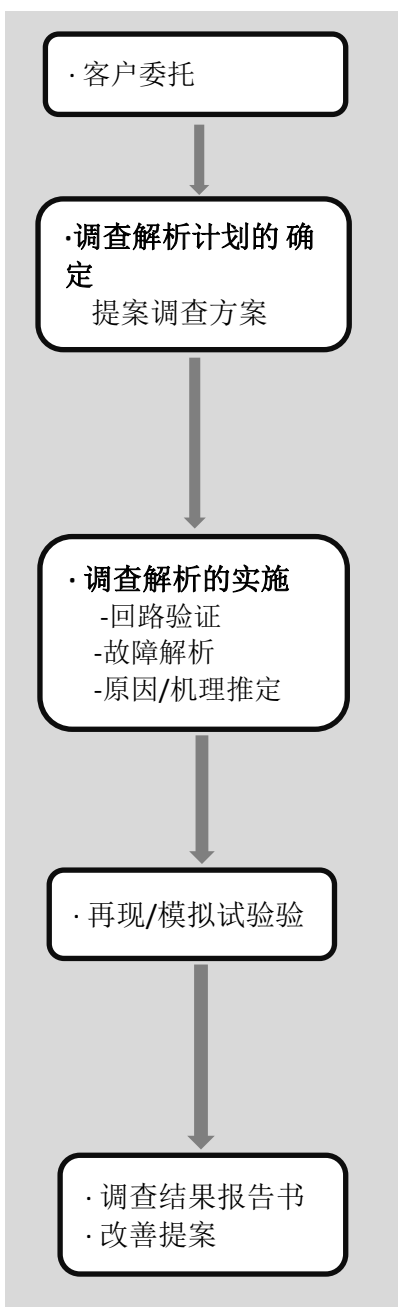 · 客户委托
·调查解析计划的 确
定
提案调查方案
· 调查解析的实施
-回路验证
-故障解析
-原因/机理推定
· 再现/模拟试验验
· 调查结果报告书
· 改善提案